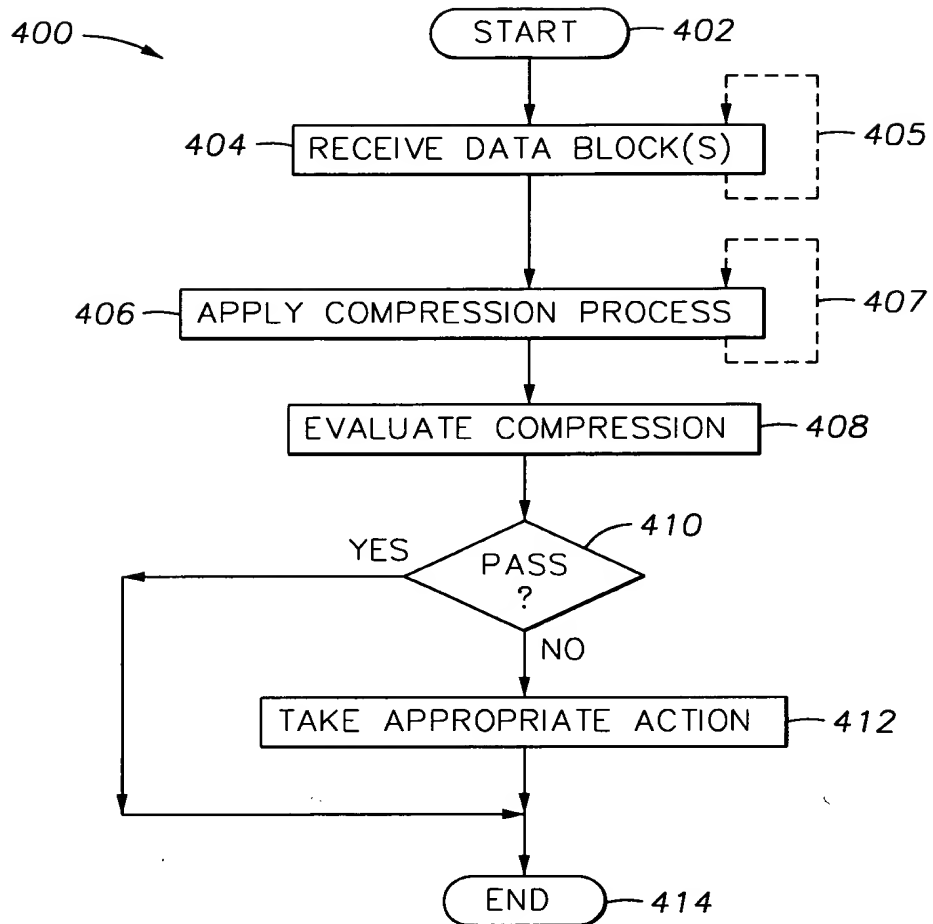 400
START
402
404
RECEIVE DATA BLOCK(S)
405
406
APPLY COMPRESSION PROCESS
407
EVALUATE COMPRESSION
408
410
YES
PASS
?
NO
TAKE APPROPRIATE ACTION
412
END
414